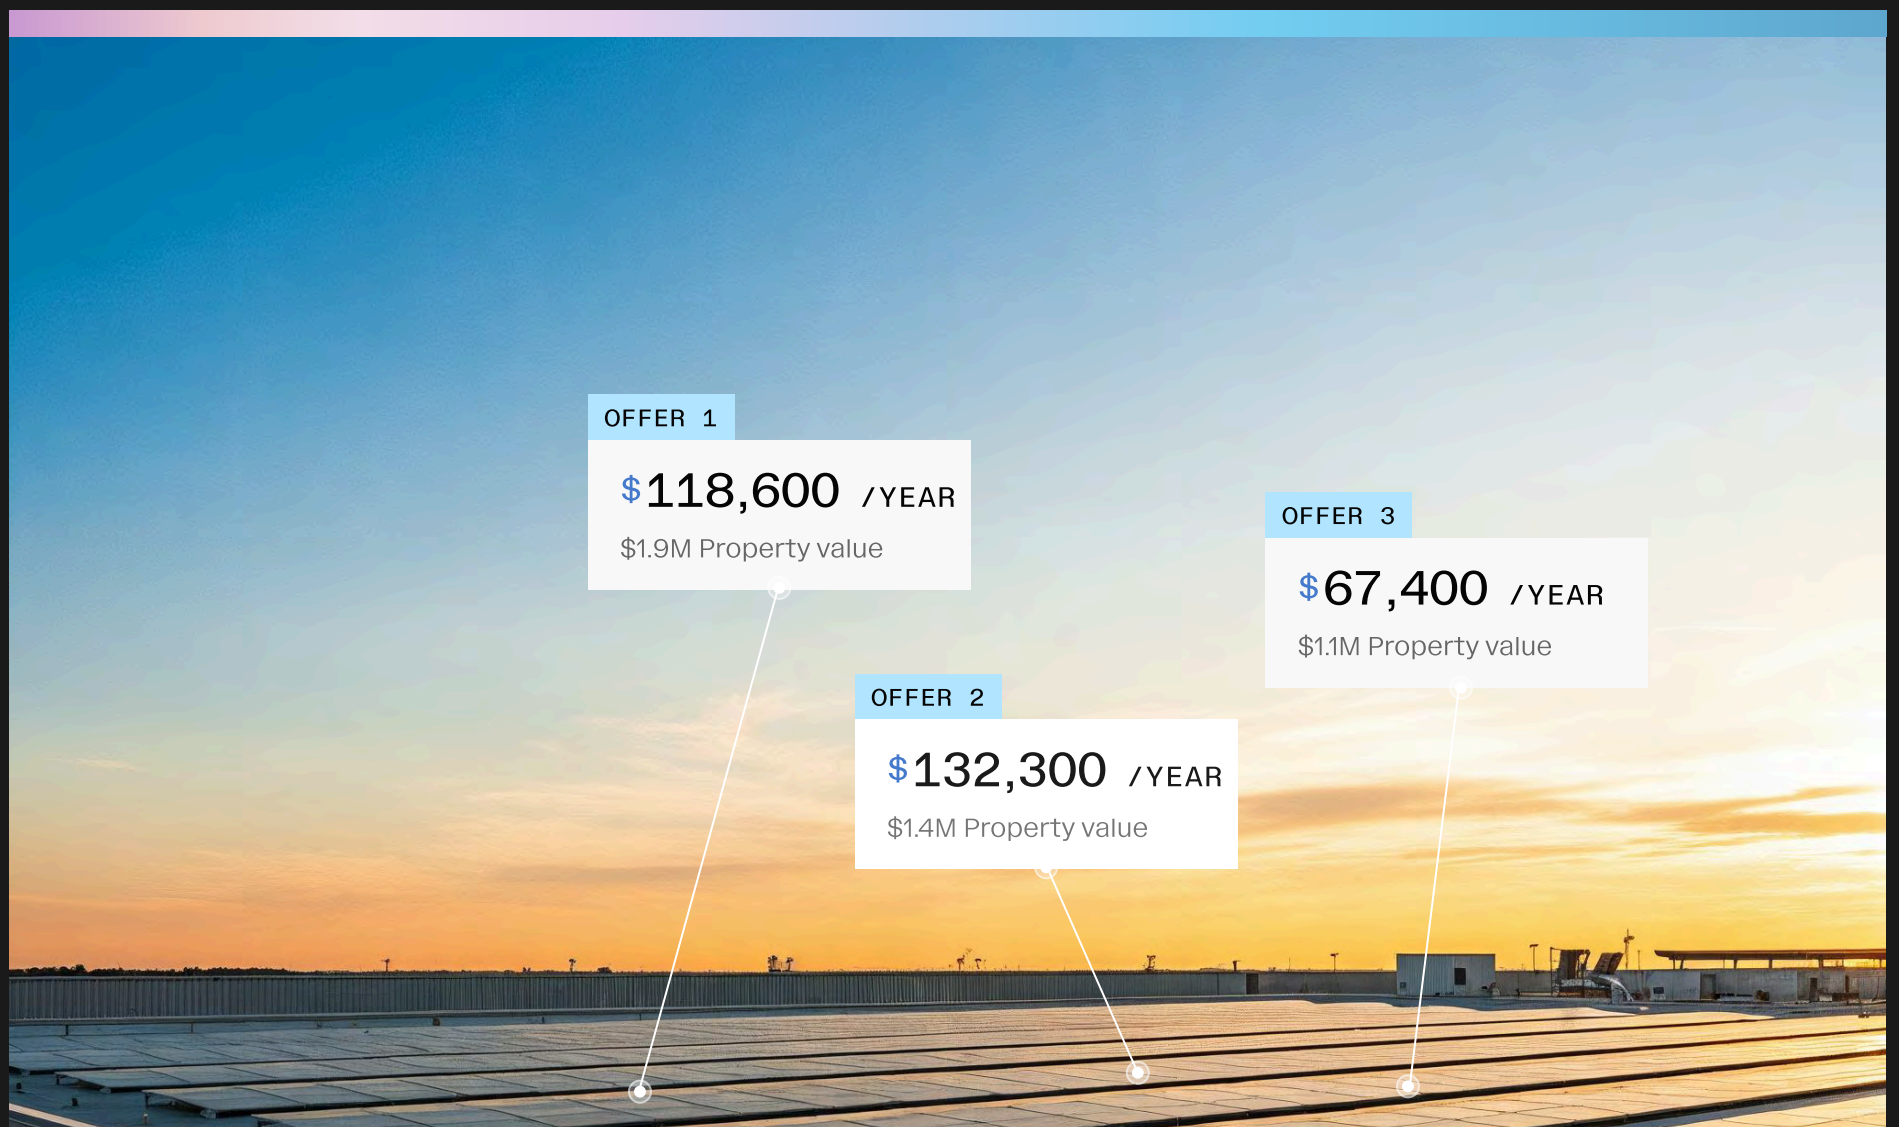 OFFER 1
$118,600 /YEAR
$1.9M Property value
OFFER 3
$67,400 /YEAR
$1.1M Property value
OFFER 2
$132,300 /YEAR
$1.4M Property value